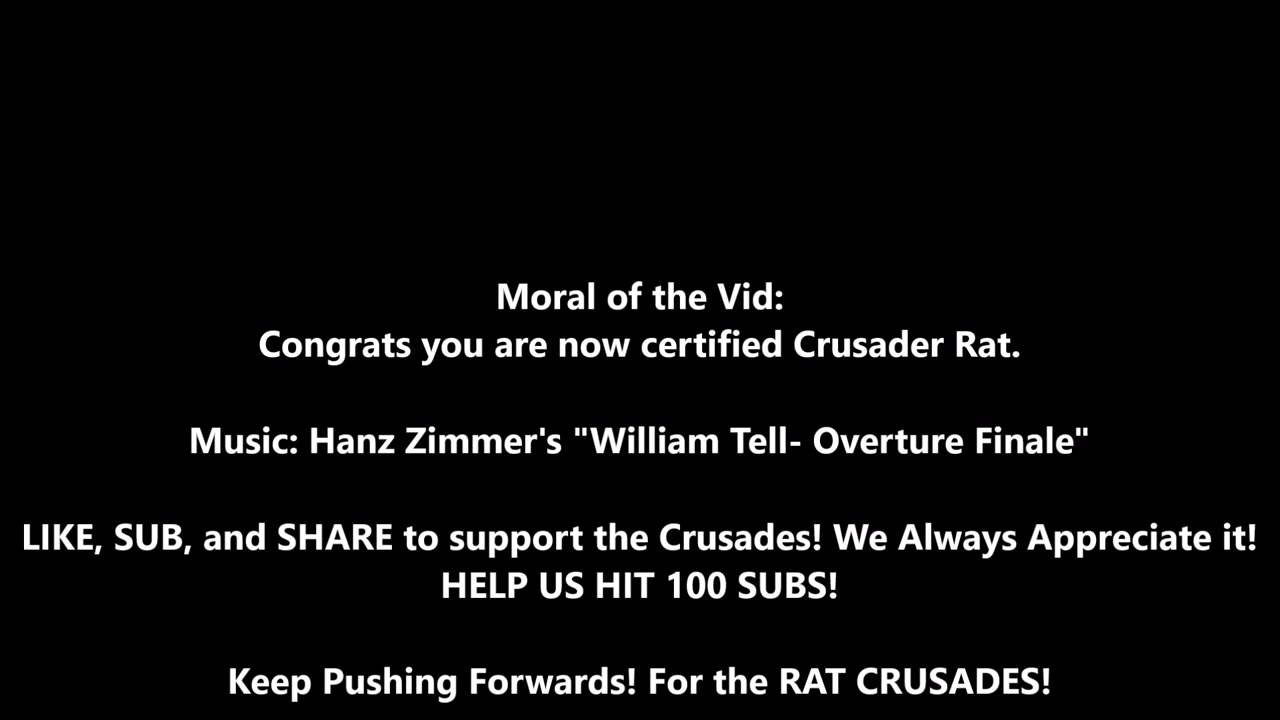 Moral of the Vid:
Congrats you are now certified Crusader Rat.
Music: Hanz Zimmer's "William Tell- Overture Finale"
LIKE, SUB, and SHARE to support the Crusades! We Always Appreciate it!
HELP US HIT 100 SUBS!
Keep Pushing Forwards! For the RAT CRUSADES!